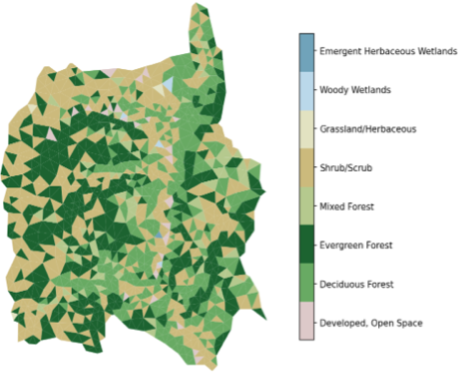 Emergent Herbaceous Wetlands
Woody Wetlands
Grassland/Herbaceous
Shrub/Scrub
Mixed Forest
Evergreen Forest
Deciduous Forest
Developed, Open Space